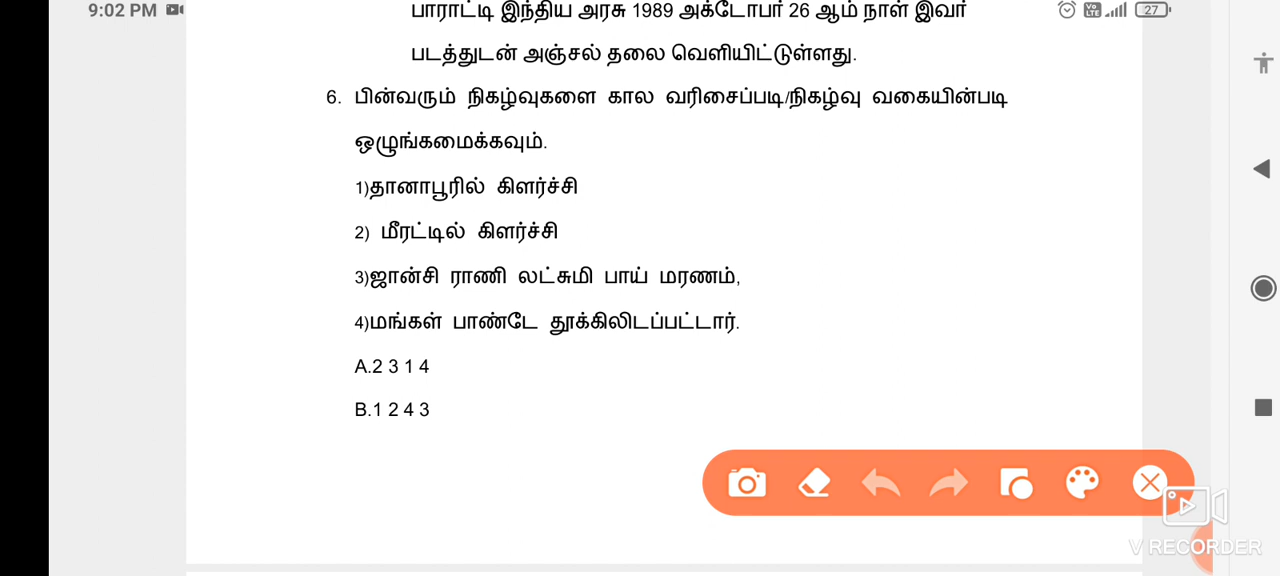 9:02 PM
VoLTE 27
பாராட்டி இந்திய அரசு 1989 அக்டோபர் 26 ஆம் நாள் இவர்
படத்துடன் அஞ்சல் தலை வெளியிட்டுள்ளது.
6. பின்வரும் நிகழ்வுகளை கால வரிசைப்படி/நிகழ்வு வகையின்படி
ஒழுங்கமைக்கவும்.
1)தானாபூரில் கிளர்ச்சி
2) மீரட்டில் கிளர்ச்சி
3)ஜான்சி ராணி லட்சுமி பாய் மரணம்,
4)மங்கள் பாண்டே தூக்கிலிடப்பட்டார்.
A.2 3 1 4
B.1 2 4 3
V RECORDER